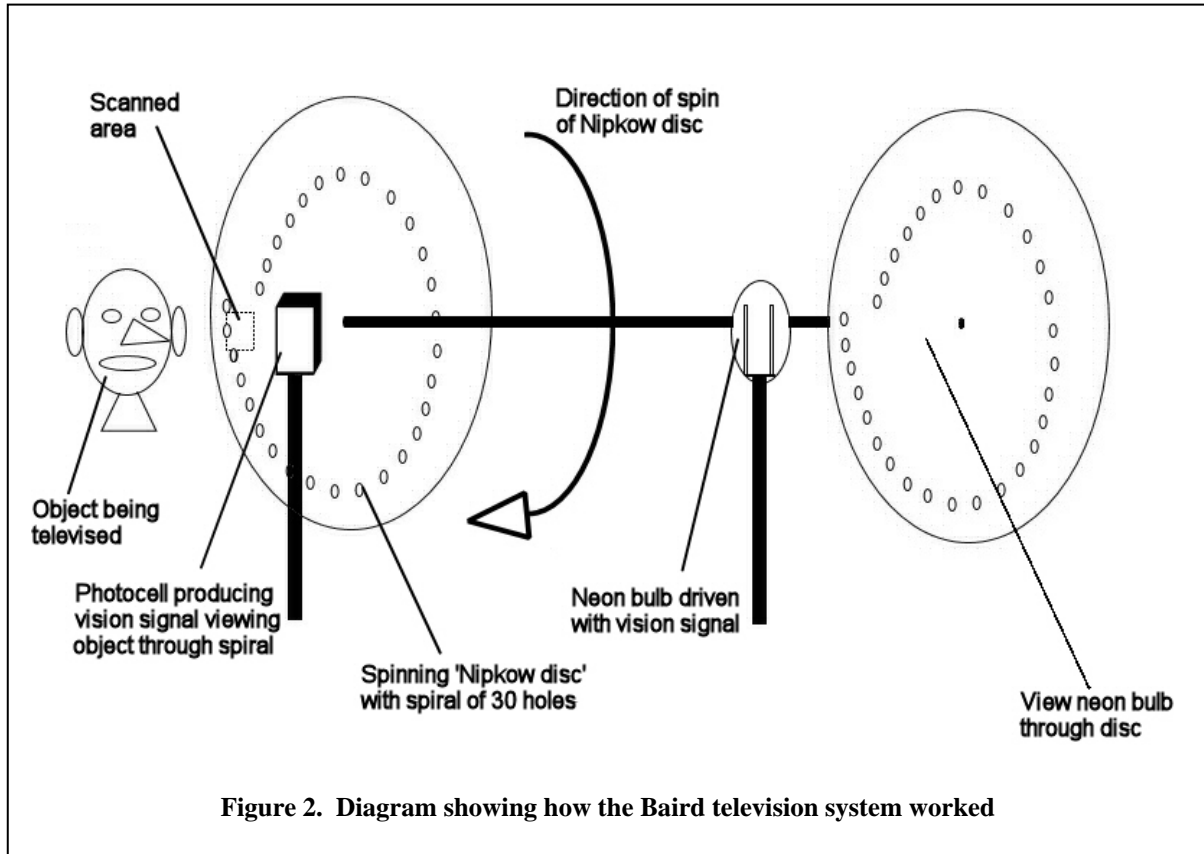 Scanned
area
Direction of spin
of Nipkow disc
Object being
televised
Photocell producing
vision signal viewing
object through spiral
Neon bulb driven
with vision signal
Spinning 'Nipkow disc'
with spiral of 30 holes
View neon bulb
through disc
Figure 2. Diagram showing how the Baird television system worked